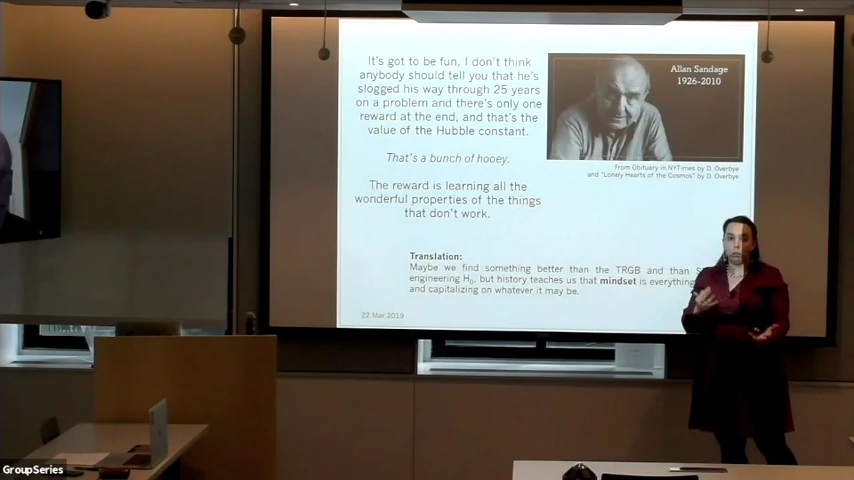 It's got to be fun, I don't think
anybody should tell you that he's
slogged his way through 25 years
on a problem and there's only one
reward at the end, and that's the
value of the Hubble constant.
That's a bunch of hooey.
The reward is learning all the
wonderful properties of the things
that don't work.
Allan Sandage
1926-2010
From Obituary in NYTimes by D. Overbye
and "Lonely Hearts of the Cosmos" by D. Overbye
Translation:
Maybe we find something better than the TRGB and than
engineering H₀, but history teaches us that mindset is everything
and capitalizing on whatever it may be.
22 Mar 2019
GroupSeries